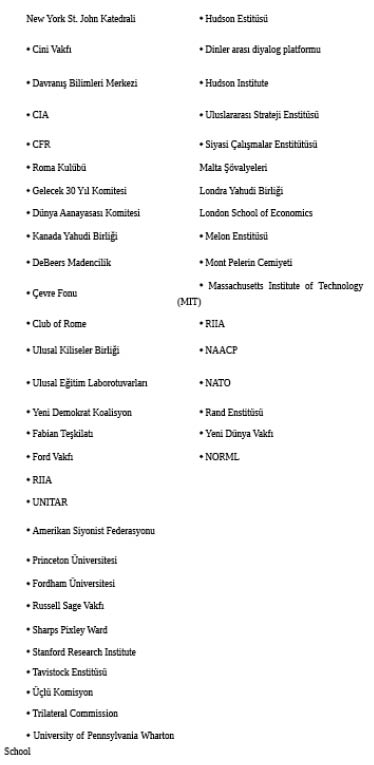 New York St. John Katedrali
• Cini Vakfı
• Davranış Bilimleri Merkezi
• CIA
• CFR
• Roma Kulübü
• Gelecek 30 Yıl Komitesi
• Dünya Aanayasası Komitesi
• Kanada Yahudi Birliği
• DeBeers Madencilik
• Çevre Fonu
• Club of Rome
• Ulusal Kiliseler Birliği
• Ulusal Eğitim Laborotuvarları
• Yeni Demokrat Koalisyon
• Fabian Teşkilatı
• Ford Vakfı
• RIIA
• UNITAR
• Amerikan Siyonist Federasyonu
• Princeton Üniversitesi
• Fordham Üniversitesi
• Russell Sage Vakfı
• Sharps Pixley Ward
• Stanford Research Institute
• Tavistock Enstitüsü
• Üçlü Komisyon
• Trilateral Commission
• University of Pennsylvania Wharton
School
• Hudson Estitüsü
• Dinler arası diyalog platformu
• Hudson Institute
• Uluslararası Strateji Enstitüsü
• Siyasi Çalışmalar Enstitütüsü
Malta Şövalyeleri
Londra Yahudi Birliği
London School of Economics
• Melon Enstitüsü
• Mont Pelerin Cemiyeti
• Massachusetts Institute of Technology
(MIT)
• RIIA
• NAACP
• NATO
• Rand Enstitüsü
• Yeni Dünya Vakfı
• NORML